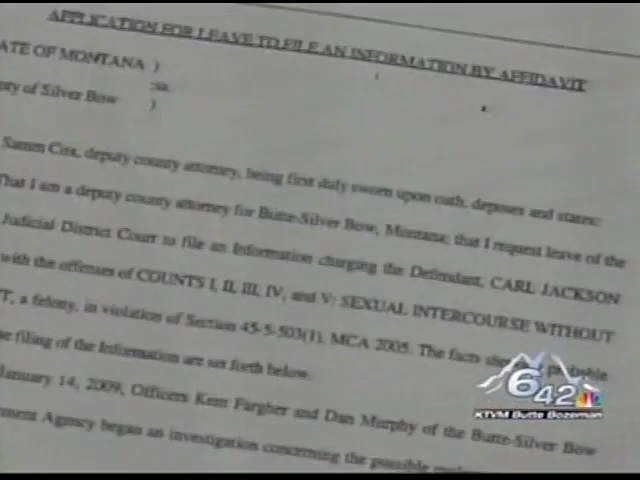 APPLICATION FOR LEAVE TO FILE AN INFORMATION BY AFFIDAVIT
ATE OF MONTANA )
:ss.
nty of Silver Bow )
Samm Cox, deputy county attorney, being first duly sworn upon oath, deposes and states:
That I am a deputy county attorney for Butte-Silver Bow, Montana; that I request leave of the
Judicial District Court to file an Information charging the Defendant, CARL JACKSON
with the offenses of COUNTS I, II, III, IV, and V: SEXUAL INTERCOURSE WITHOUT
T, a felony, in violation of Section 45-5-503(1), MCA 2005. The facts
e filing of the Information are set forth below.
January 14, 2009, Officers Kent Fargher and Dan Murphy of the Butte-Silver Bow
ement Agency began an investigation concerning the possible
6 42
KTVM Butte Bozeman